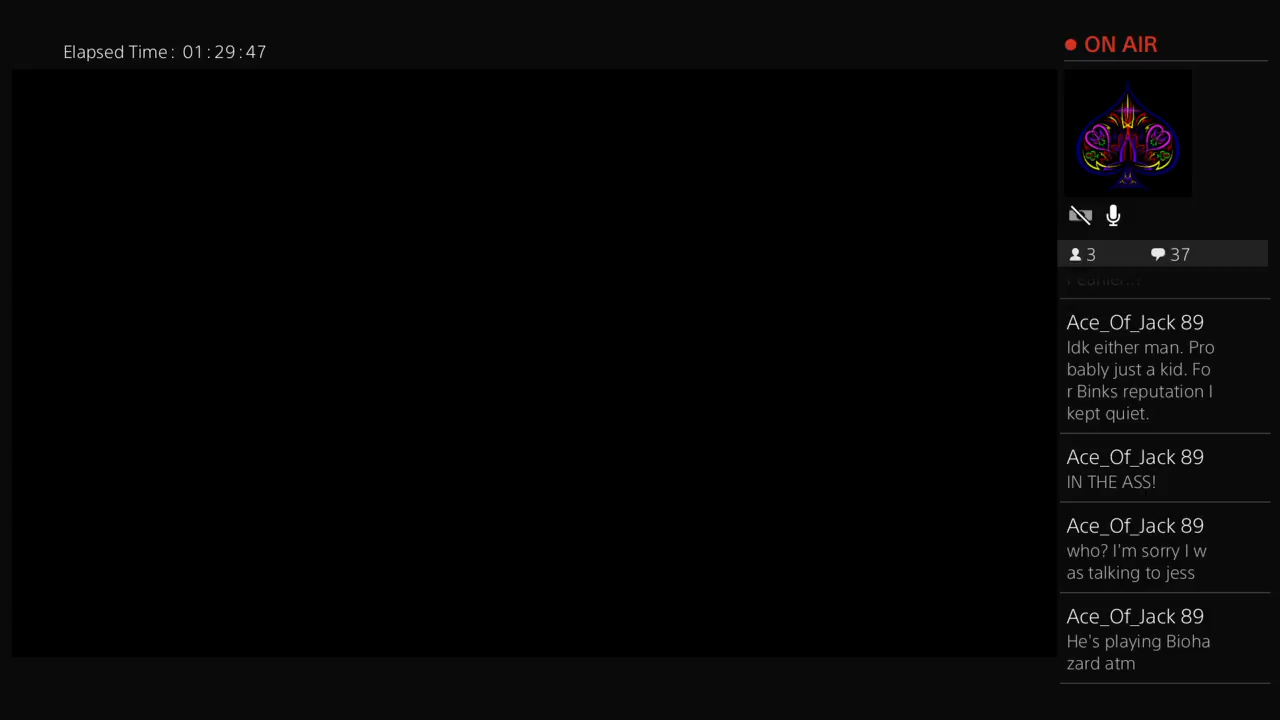 Elapsed Time: 01:29:47
ON AIR
3 37
Ace_Of_Jack 89
Idk either man. Pro
bably just a kid. Fo
r Binks reputation I
kept quiet.
Ace_Of_Jack 89
IN THE ASS!
Ace_Of_Jack 89
who? I'm sorry I w
as talking to jess
Ace_Of_Jack 89
He's playing Bioha
zard atm